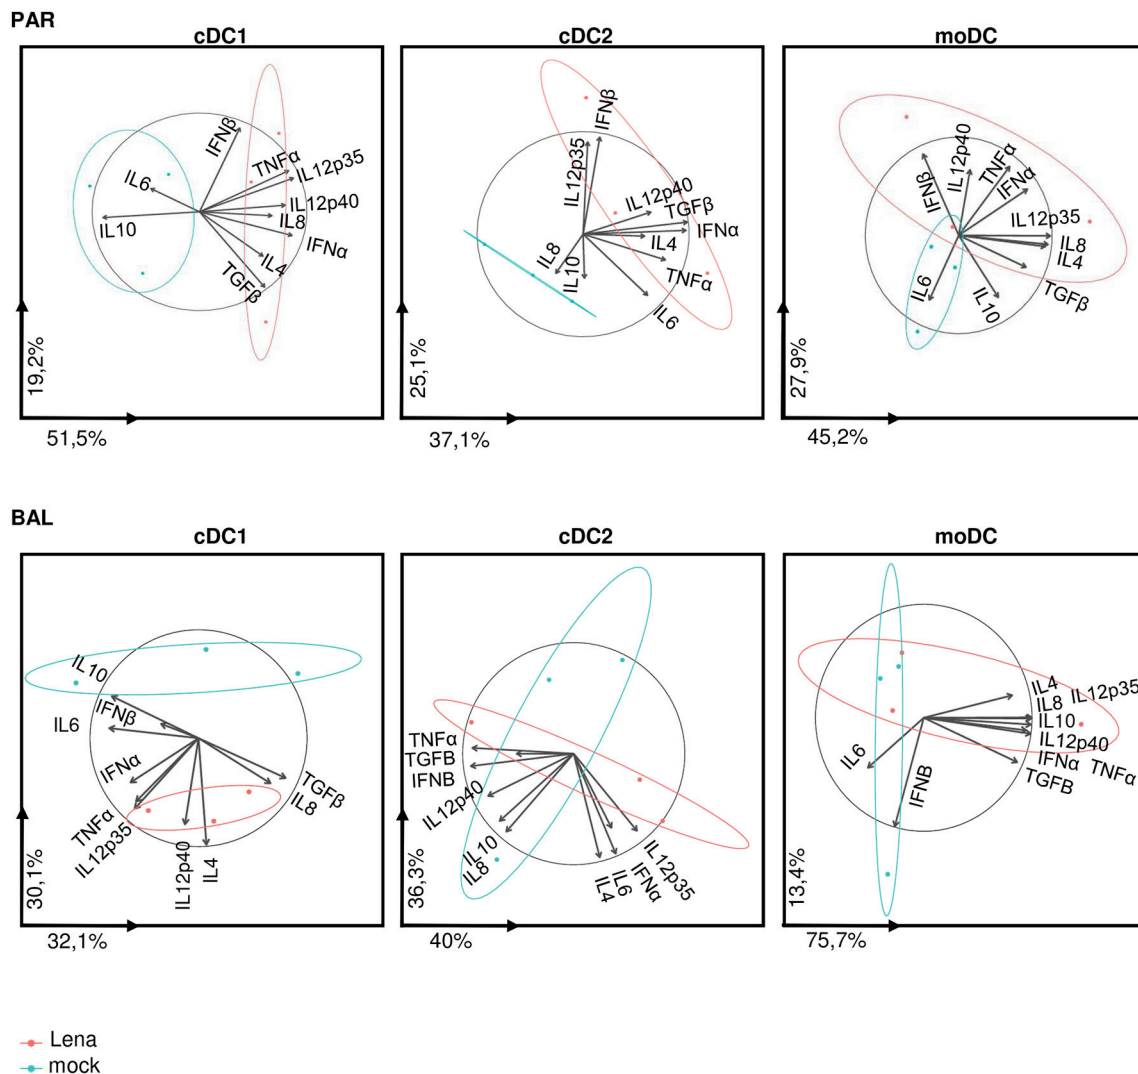 PAR
cDC1
cDC2
moDC
IFNβ
TNFα
IL12p35
IL6
IL12p40
IL8
IL10
IFNα
IL4
TGFβ
19,2%
51,5%
IFNβ
IL12p35
IL12p40
TGFβ
IFNα
IL4
IL8
IL10
TNFα
IL6
25,1%
37,1%
IL12p40
TNFα
IFNα
IFNβ
IL12p35
IL8
IL4
IL6
IL10
TGFβ
27,9%
45,2%
BAL
cDC1
cDC2
moDC
IL10
IFNβ
IL6
IFNα
TGFβ
IL8
TNFα
IL12p35
IL12p40
IL4
30,1%
32,1%
TNFα
TGFB
IFNB
IL12p40
IL10
IL8
IL4
IL6
IFNα
IL12p35
36,3%
40%
IL4
IL8 IL12p35
IL10
IL12p40
IFNα TNFα
TGFB
IL6
IFNB
13,4%
75,7%
Lena
mock